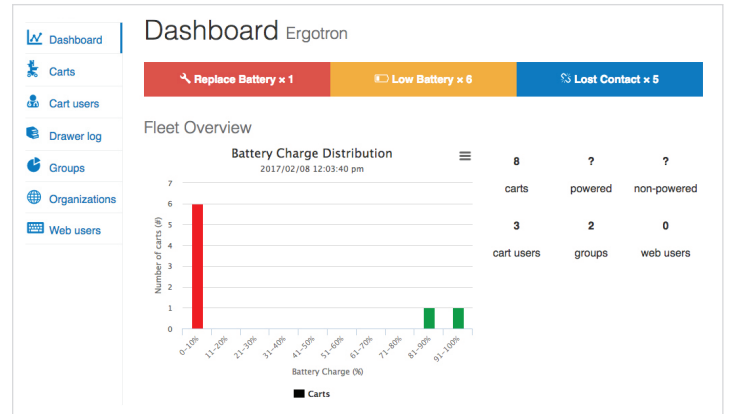 Dashboard
Carts
Cart users
Drawer log
Groups
Organizations
Web users
Dashboard Ergotron
Replace Battery × 1
Low Battery × 6
Lost Contact × 5
Fleet Overview
Battery Charge Distribution
2017/02/08 12:03:40 pm
Number of carts (#)
7
6
5
4
3
2
1
0
0-10%
11-20%
21-30%
31-40%
41-50%
51-60%
61-70%
71-80%
81-90%
91-100%
Battery Charge (%)
Carts
8
?
?
carts
powered
non-powered
3
2
0
cart users
groups
web users